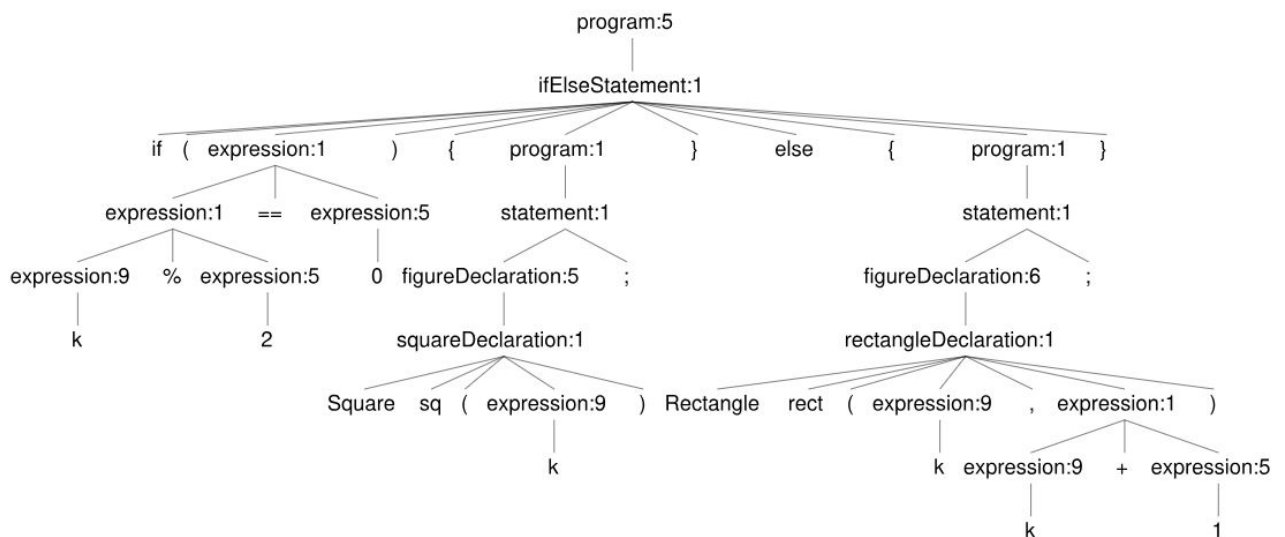 program:5
ifElseStatement:1
if ( expression:1 ) { program:1 } else { program:1 }
expression:1 == expression:5 statement:1 statement:1
expression:9 % expression:5 0 figureDeclaration:5 ; figureDeclaration:6 ;
k 2 squareDeclaration:1 rectangleDeclaration:1
Square sq ( expression:9 ) Rectangle rect ( expression:9 , expression:1 )
k k expression:9 + expression:5
k 1